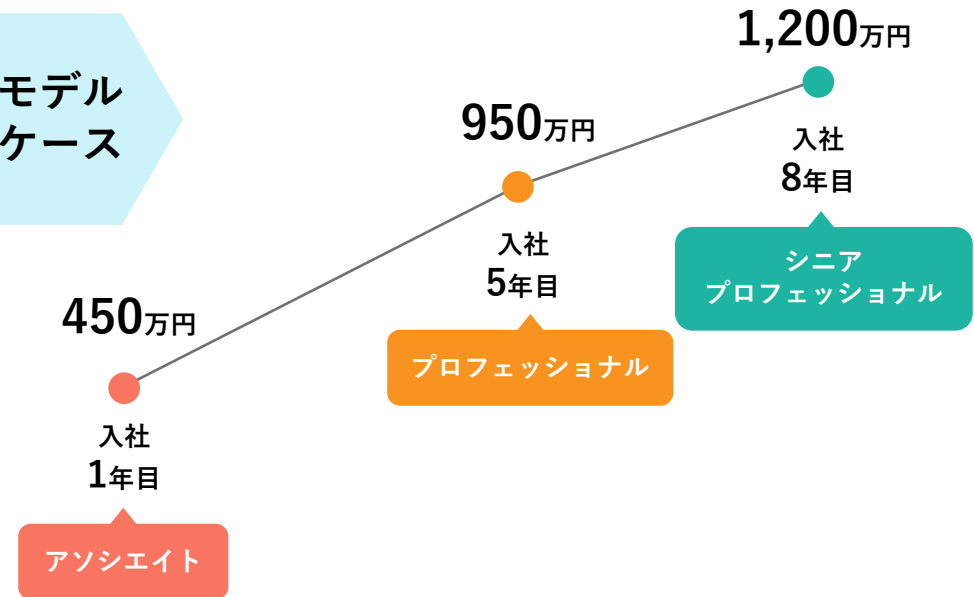 モデル
ケース
450万円
入社
1年目
アソシエイト
950万円
入社
5年目
プロフェッショナル
1,200万円
入社
8年目
シニア
プロフェッショナル